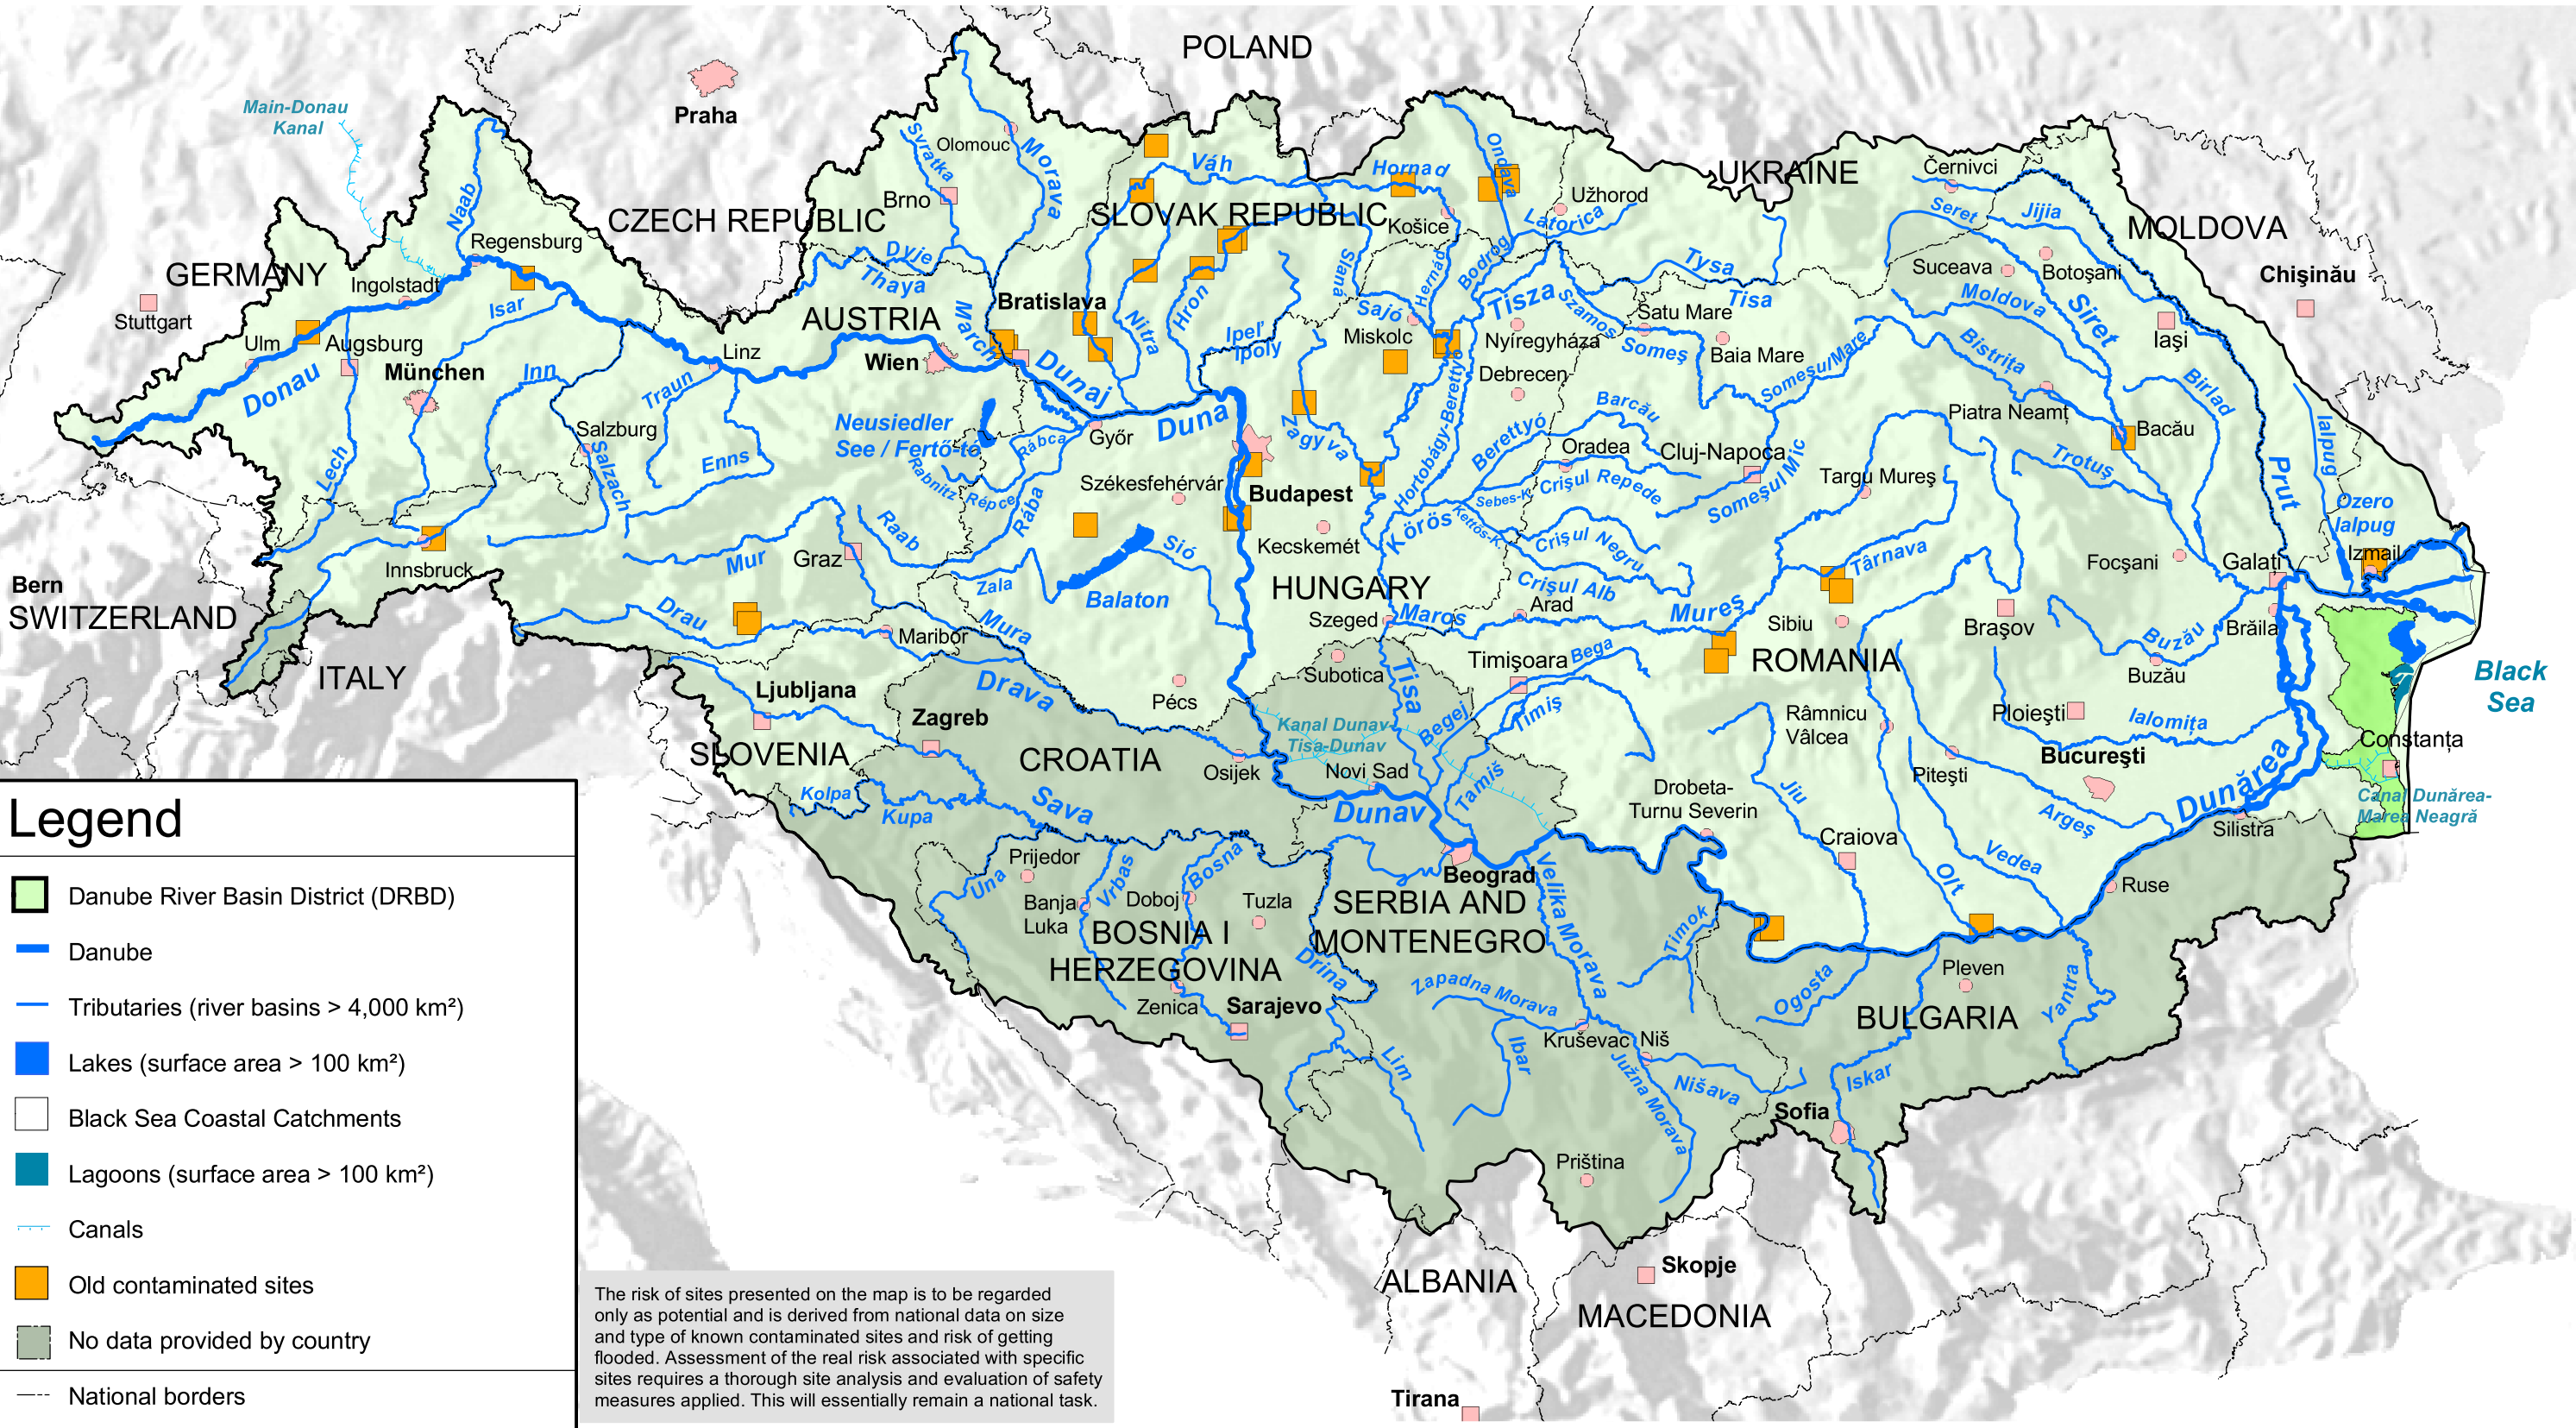 POLAND
Praha
Main-Donau
Kanal
Olomouc
Svratka
Morava
Váh
Hornad
Ondava
UKRAINE
Černivci
Naab
Brno
CZECH REPUBLIC
SLOVAK REPUBLIC
Užhorod
Latorica
Košice
Seret
Jijia
MOLDOVA
Regensburg
GERMANY
Ingolstadt
Dyje
Thaya
Slaná
Hernád
Bodrog
Tysa
Tisa
Suceava
Botoşani
Chişinău
Stuttgart
Isar
AUSTRIA
March
Bratislava
Nitra
Hron
Ipeľ
Ipoly
Sajó
Miskolc
Tisza
Szamos
Nyíregyháza
Satu Mare
Someş
Baia Mare
Someşu/Mare
Moldova
Siret
Iaşi
Ulm
Augsburg
München
Donau
Inn
Linz
Wien
Traun
Dunaj
Duna
Debrecen
Hortobágy-Berettyó
Barcău
Bistriţa
Piatra Neamţ
Bîrlad
Ialpug
Neusiedler
See / Fertő-tó
Rábca
Győr
Zagyva
Berettyó
Oradea
Cluj-Napoca
Bacău
Salzburg
Salzach
Enns
Lech
Rabnitz
Répce
Rába
Székesfehérvár
Budapest
Sebes-K.
Crişul Repede
Someşul Mic
Targu Mureş
Trotuş
Prut
Ozero
Ialpug
Raab
Sió
Kecskemét
Körös
Kettős-K.
Crişul Negru
Târnava
Focşani
Galaţi
Izmail
Innsbruck
Mur
Graz
Zala
Balaton
HUNGARY
Crişul Alb
Bern
SWITZERLAND
Drau
Maribor
Mura
Szeged
Maros
Arad
Mureş
Sibiu
Braşov
Buzău
Brăila
ITALY
Ljubljana
Drava
Pécs
Subotica
Tisa
Timişoara
Bega
ROMANIA
Buzău
Black
Sea
Zagreb
SLOVENIA
CROATIA
Kanal Dunav-
Tisa-Dunav
Begej
Timiş
Râmnicu
Vâlcea
Ploieşti
Ialomiţa
Bucureşti
Constanţa
Osijek
Novi Sad
Tamiš
Drobeta-
Turnu Severin
Jiu
Piteşti
Kolpa
Kupa
Sava
Dunav
Craiova
Argeş
Dunărea
Silistra
Canal Dunărea-
Marea Neagră
Prijedor
Una
Vrbas
Bosna
Beograd
Velika Morava
Olt
Vedea
Ruse
Banja
Luka
Doboj
Tuzla
BOSNIA I
HERZEGOVINA
SERBIA AND
MONTENEGRO
Timok
Drina
Zapadna Morava
Pleven
Ogosta
Yantra
BULGARIA
Zenica
Sarajevo
Kruševac
Niš
Lim
Ibar
Južna Morava
Nišava
Iskar
Sofia
Priština
Skopje
ALBANIA
MACEDONIA
Tirana
Legend
Danube River Basin District (DRBD)
Danube
Tributaries (river basins > 4,000 km²)
Lakes (surface area > 100 km²)
Black Sea Coastal Catchments
Lagoons (surface area > 100 km²)
Canals
Old contaminated sites
No data provided by country
National borders
The risk of sites presented on the map is to be regarded
only as potential and is derived from national data on size
and type of known contaminated sites and risk of getting
flooded. Assessment of the real risk associated with specific
sites requires a thorough site analysis and evaluation of safety
measures applied. This will essentially remain a national task.